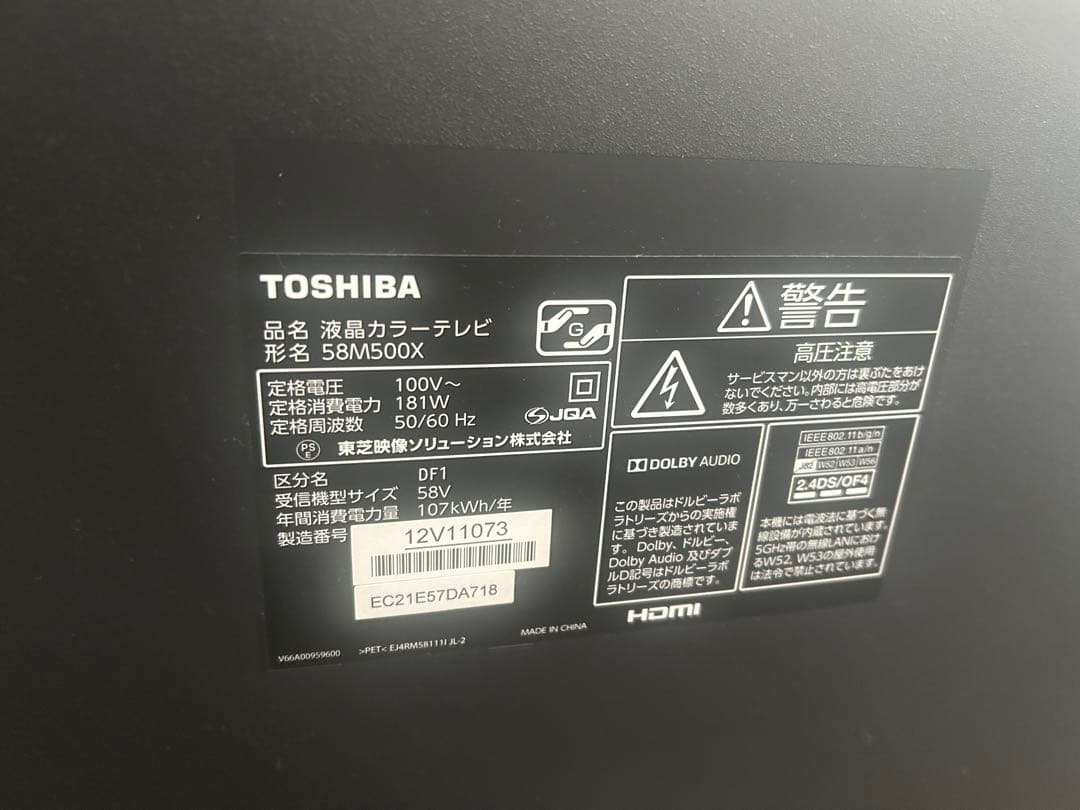 TOSHIBA
品名 液晶カラーテレビ
形名 58M500X
G
定格電圧 100V～
定格消費電力 181W
定格周波数 50/60 Hz
JQA
PS
E
東芝映像ソリューション株式会社
区分名 DF1
受信機型サイズ 58V
年間消費電力量 107kWh/年
製造番号
12V11073
EC21E57DA718
V66A00959600 >PET< EJ4RM5B111I JL-2
MADE IN CHINA
警告
高圧注意
サービスマン以外の方は裏ぶたをあけ
ないでください。内部には高電圧部分が
数多くあり、万一さわると危険です。
DOLBY AUDIO
この製品はドルビーラボ
ラトリーズからの実施権
に基づき製造されていま
す。Dolby、ドルビー、
Dolby Audio 及びダブ
ルD記号はドルビーラボ
ラトリーズの商標です。
HDMI
IEEE802.11b/g/n
IEEE802.11a/n
J52 W52 W53 W56
2.4DS/OF4
本機には電波法に基づく無
線設備が内蔵されています。
5GHz帯の無線LANにおけ
るW52、W53の屋外使用
は法令で禁止されています。